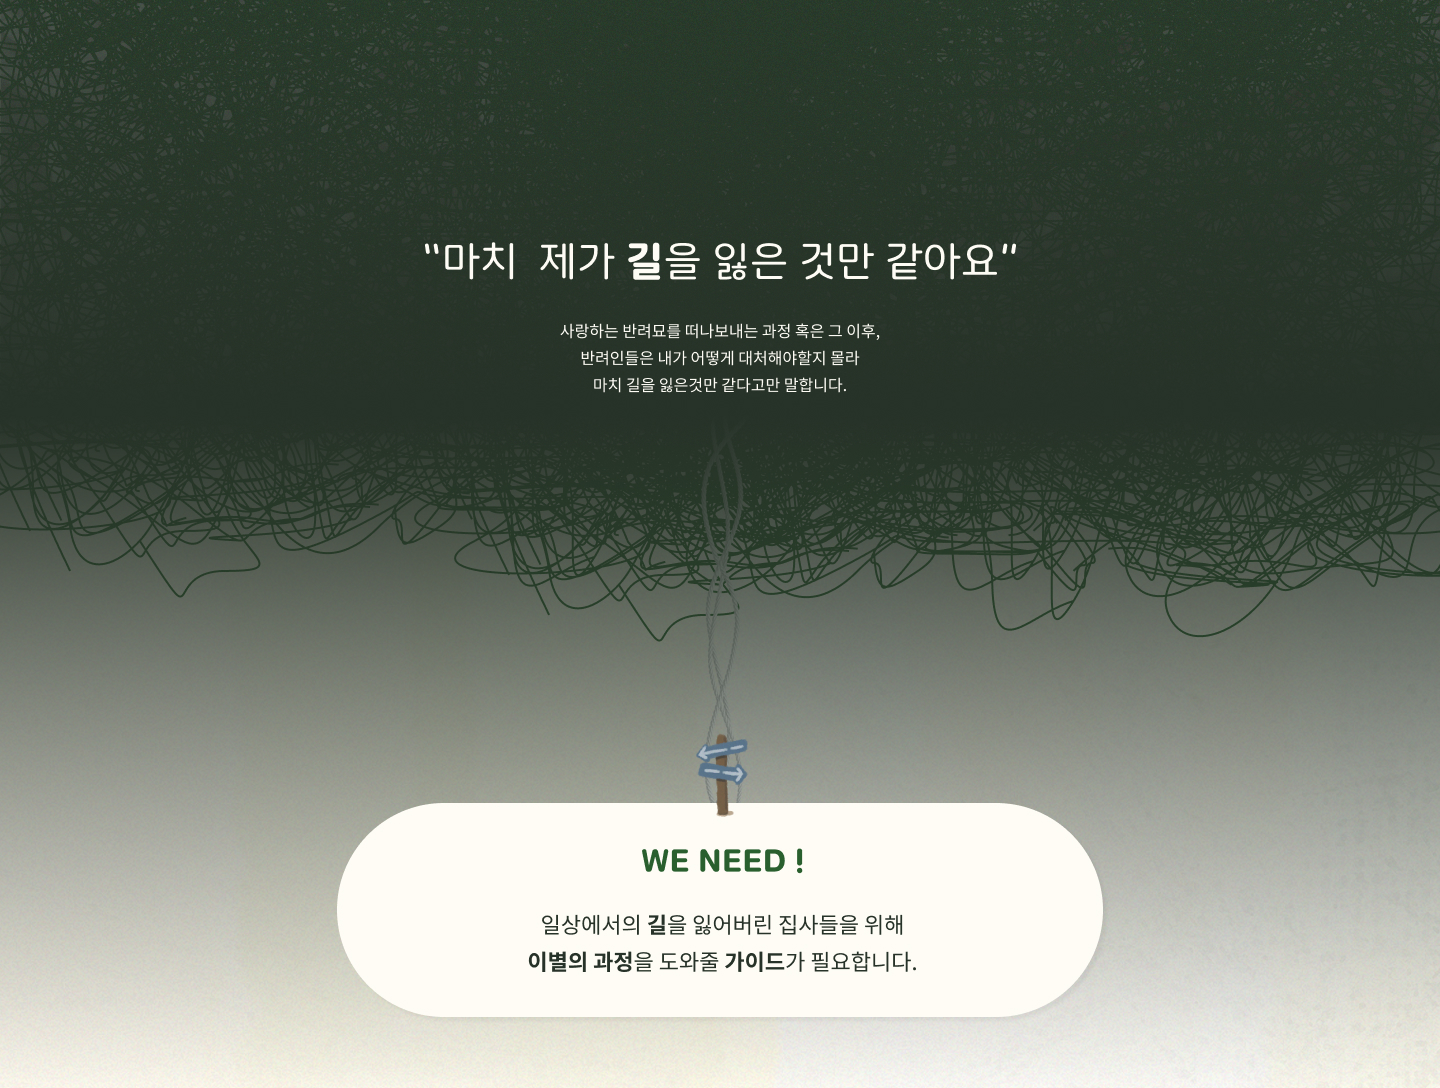 "마치 제가 길을 잃은 것만 같아요"
사랑하는 반려묘를 떠나보내는 과정 혹은 그 이후,
반려인들은 내가 어떻게 대처해야할지 몰라
마치 길을 잃은것만 같다고만 말합니다.
WE NEED !
일상에서의 길을 잃어버린 집사들을 위해
이별의 과정을 도와줄 가이드가 필요합니다.